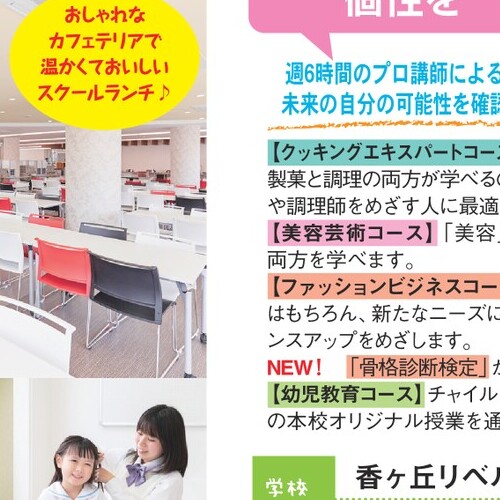 おしゃれな
カフェテリアで
温かくておいしい
スクールランチ♪
個性を
週6時間のプロ講師による
未来の自分の可能性を確認
【クッキングエキスパートコース
製菓と調理の両方が学べるの
や調理師をめざす人に最適
【美容芸術コース】「美容」
両方を学べます。
【ファッションビジネスコー
はもちろん、新たなニーズに
ンスアップをめざします。
NEW! 「骨格診断検定」が
【幼児教育コース】チャイル
の本校オリジナル授業を通
学校
香ヶ丘リベル